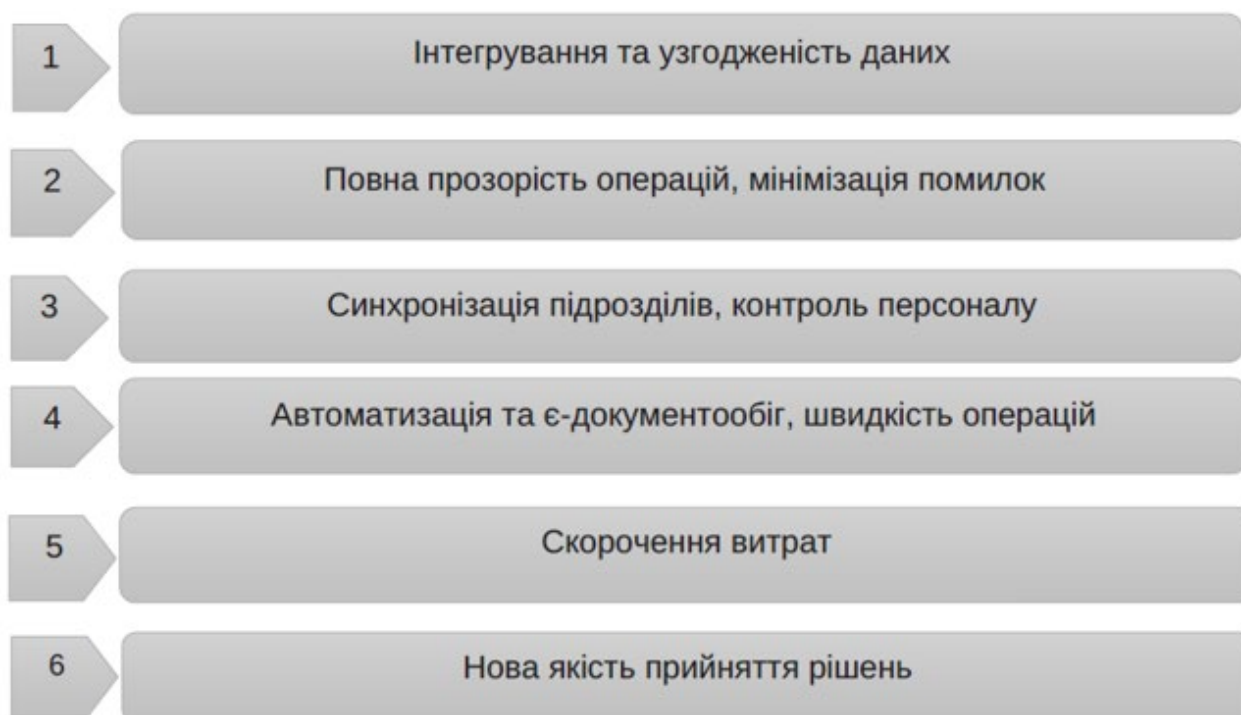 1
Інтегрування та узгодженість даних
2
Повна прозорість операцій, мінімізація помилок
3
Синхронізація підрозділів, контроль персоналу
4
Автоматизація та є-документообіг, швидкість операцій
5
Скорочення витрат
6
Нова якість прийняття рішень